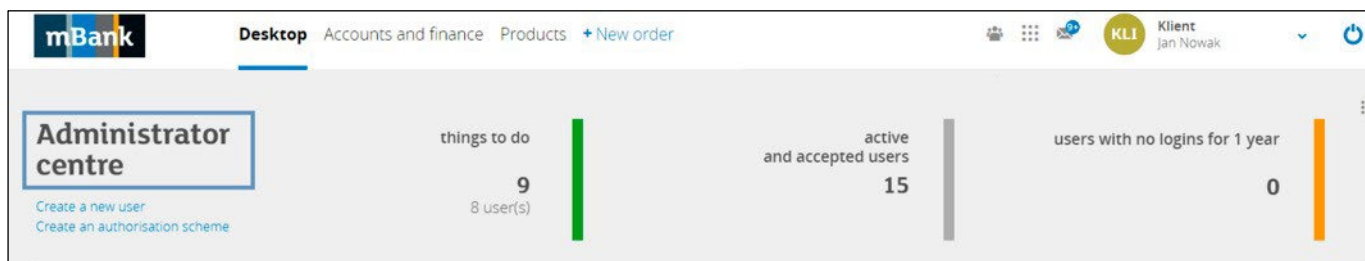 mBank
Desktop Accounts and finance Products + New order
9+
KLI
Klient
Jan Nowak
Administrator
centre
Create a new user
Create an authorisation scheme
things to do
9
8 user(s)
active
and accepted users
15
users with no logins for 1 year
0